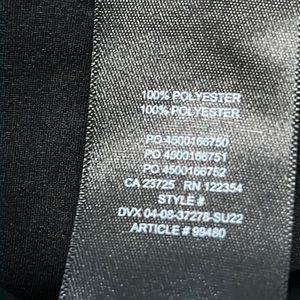 100% POLYESTER
100% POLYESTER
PO 4500166750
PO 4500166751
PO 4500166752
CA 23725 RN 122354
STYLE #
DVX 04-08-37278-SU22
ARTICLE # 99480